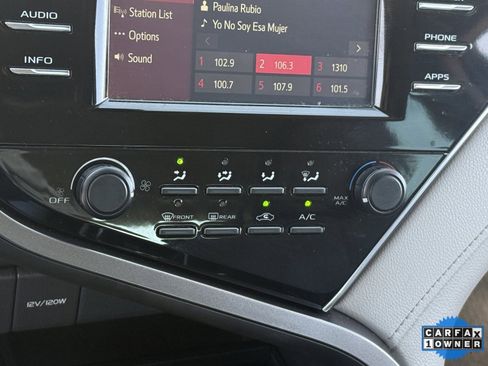 AUDIO
INFO
Station List
Options
Sound
Paulina Rubio
Yo No Soy Esa Mujer
1 102.9 2 106.3 3 1310
4 100.7 5 107.9 6 101.5
PHONE
APPS
OFF
MAX
A/C
FRONT
REAR
A/C
12V/120W
CARFAX
1 OWNER